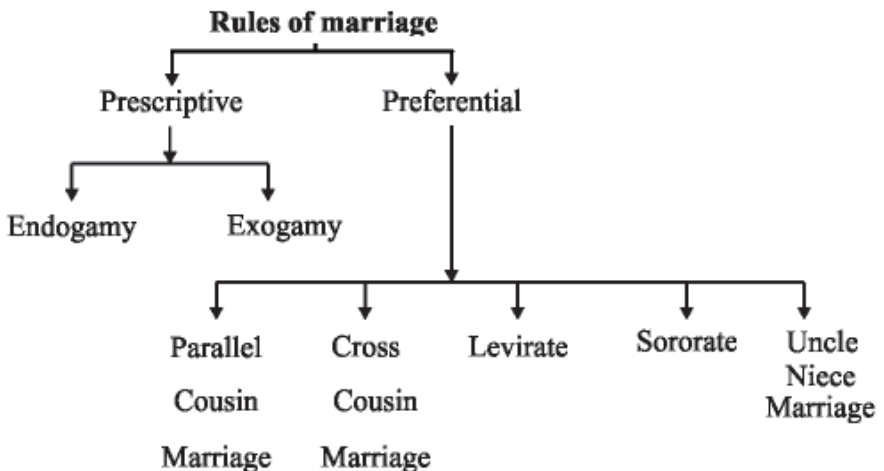 Rules of marriage
Prescriptive
Preferential
Endogamy
Exogamy
Parallel
Cousin
Marriage
Cross
Cousin
Marriage
Levirate
Sororate
Uncle
Niece
Marriage